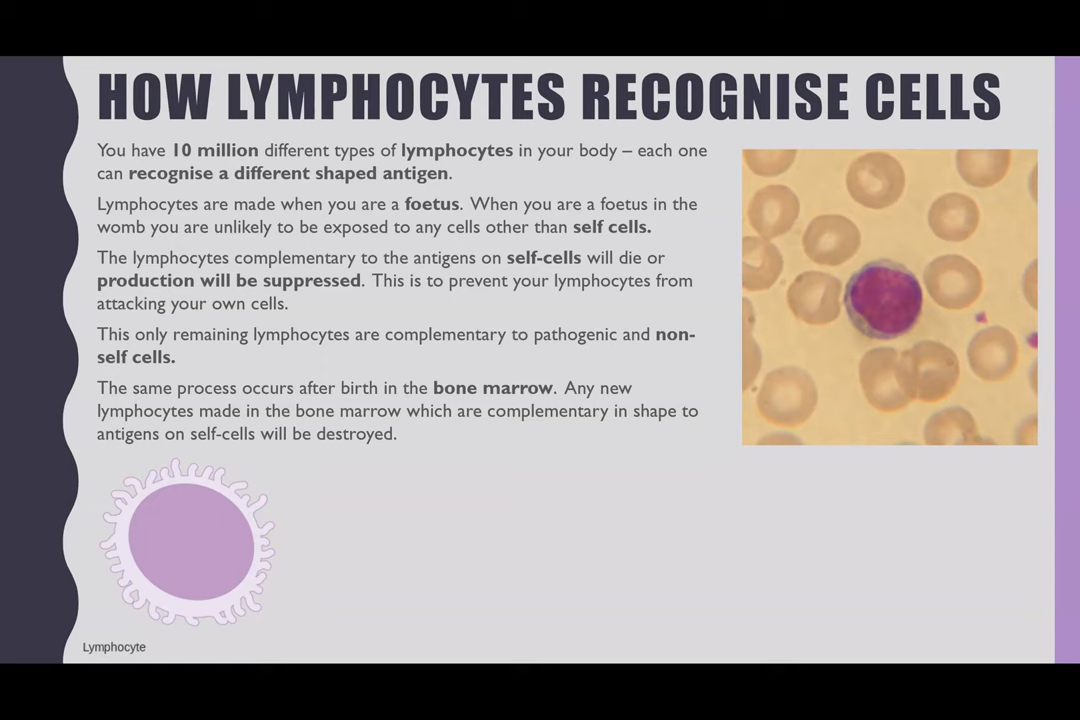 HOW LYMPHOCYTES RECOGNISE CELLS
You have 10 million different types of lymphocytes in your body – each one
can recognise a different shaped antigen.
Lymphocytes are made when you are a foetus. When you are a foetus in the
womb you are unlikely to be exposed to any cells other than self cells.
The lymphocytes complementary to the antigens on self-cells will die or
production will be suppressed. This is to prevent your lymphocytes from
attacking your own cells.
This only remaining lymphocytes are complementary to pathogenic and non-
self cells.
The same process occurs after birth in the bone marrow. Any new
lymphocytes made in the bone marrow which are complementary in shape to
antigens on self-cells will be destroyed.
Lymphocyte